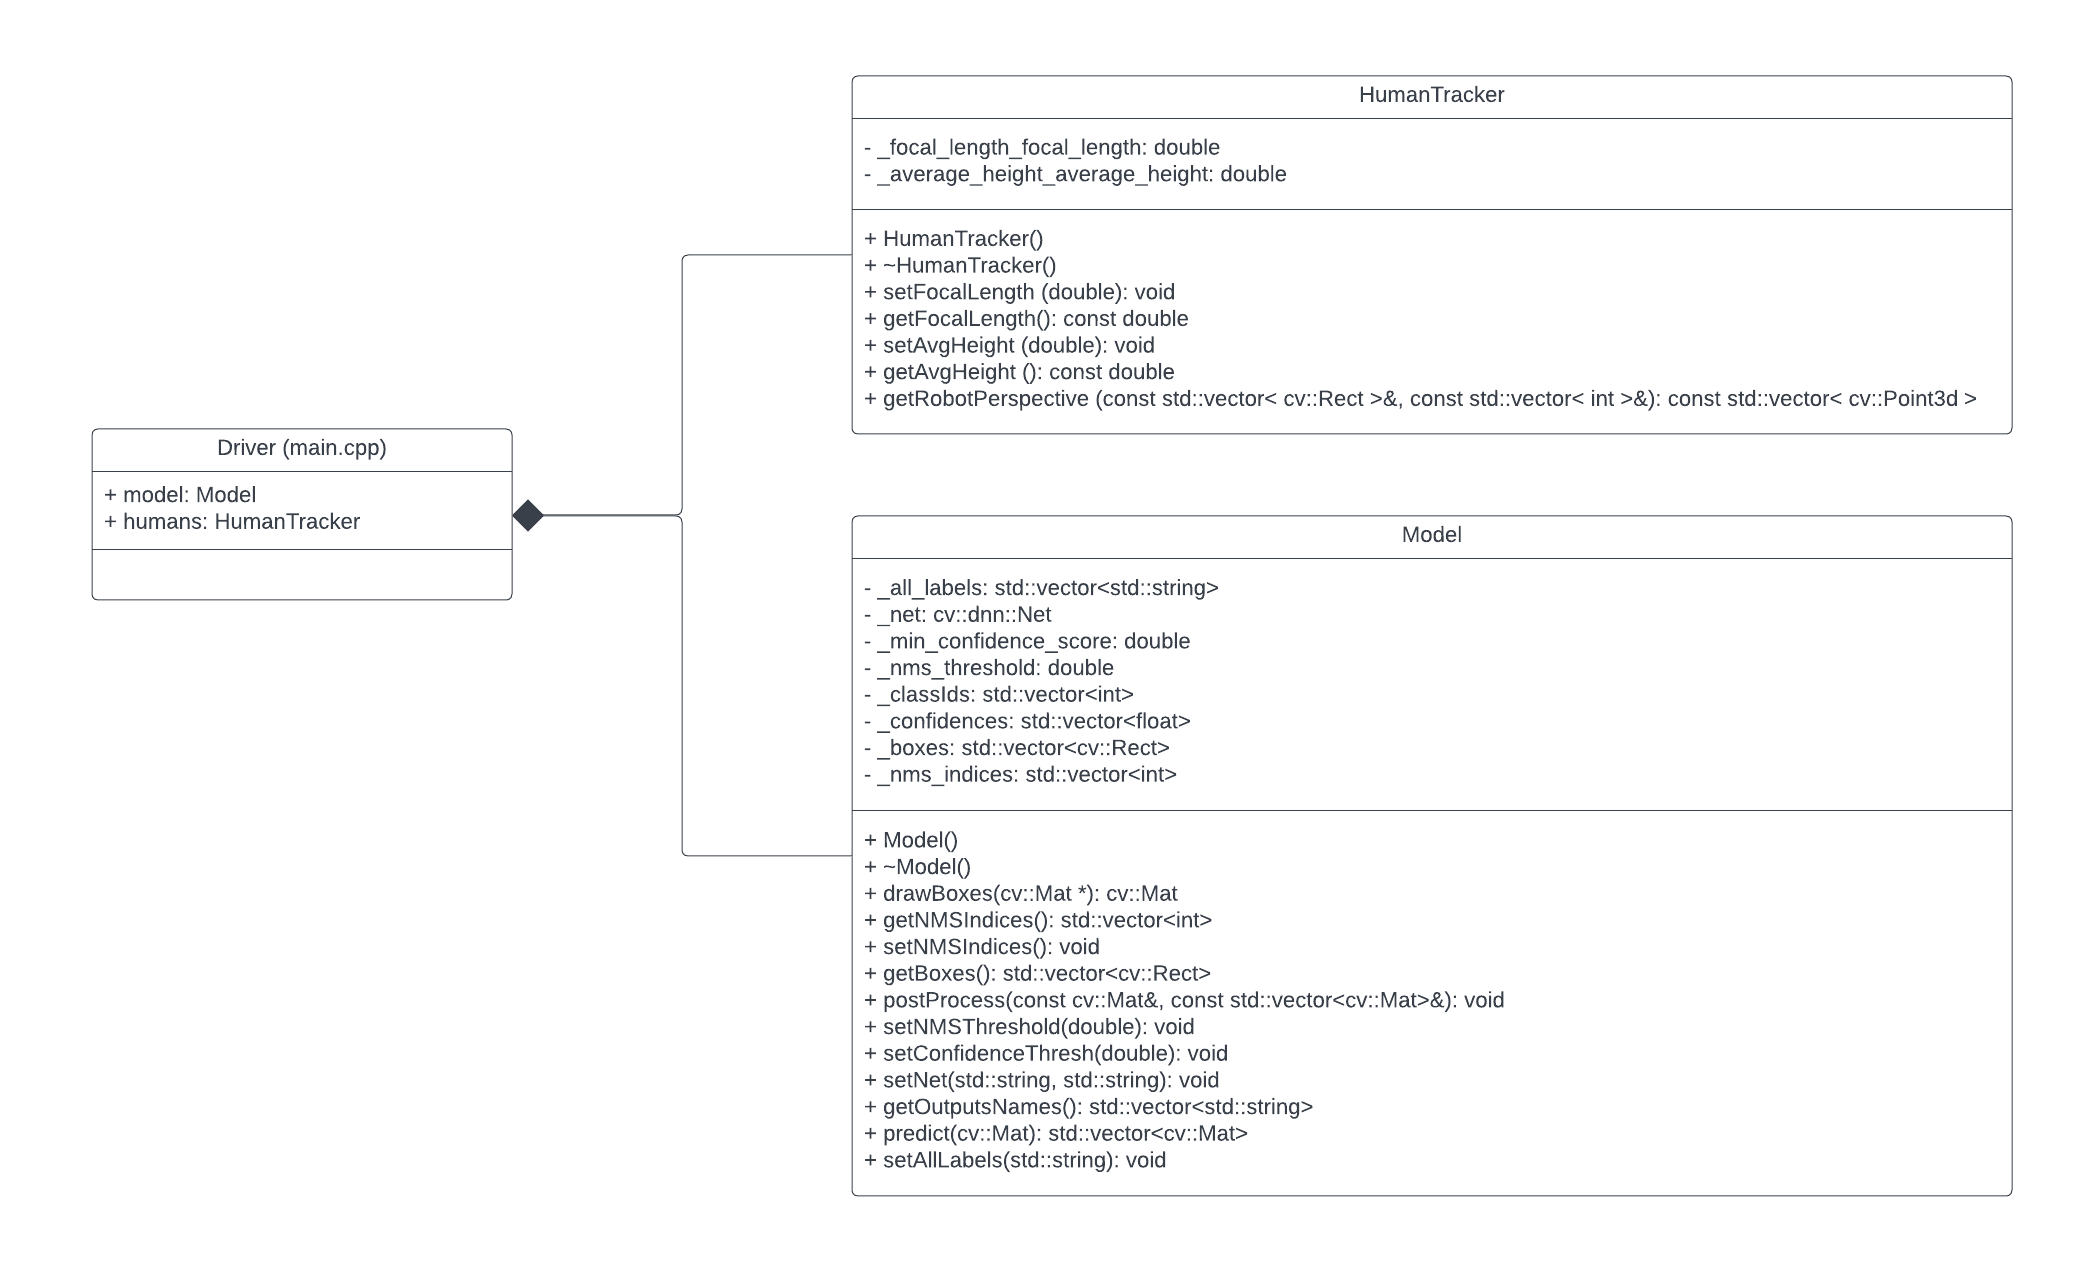 HumanTracker
- _focal_length_focal_length: double
- _average_height_average_height: double
+ HumanTracker()
+ ~HumanTracker()
+ setFocalLength (double): void
+ getFocalLength(): const double
+ setAvgHeight (double): void
+ getAvgHeight (): const double
+ getRobotPerspective (const std::vector< cv::Rect >&, const std::vector< int >&): const std::vector< cv::Point3d >
Driver (main.cpp)
+ model: Model
+ humans: HumanTracker
Model
- _all_labels: std::vector<std::string>
- _net: cv::dnn::Net
- _min_confidence_score: double
- _nms_threshold: double
- _classIds: std::vector<int>
- _confidences: std::vector<float>
- _boxes: std::vector<cv::Rect>
- _nms_indices: std::vector<int>
+ Model()
+ ~Model()
+ drawBoxes(cv::Mat *): cv::Mat
+ getNMSIndices(): std::vector<int>
+ setNMSIndices(): void
+ getBoxes(): std::vector<cv::Rect>
+ postProcess(const cv::Mat&, const std::vector<cv::Mat>&): void
+ setNMSThreshold(double): void
+ setConfidenceThresh(double): void
+ setNet(std::string, std::string): void
+ getOutputsNames(): std::vector<std::string>
+ predict(cv::Mat): std::vector<cv::Mat>
+ setAllLabels(std::string): void